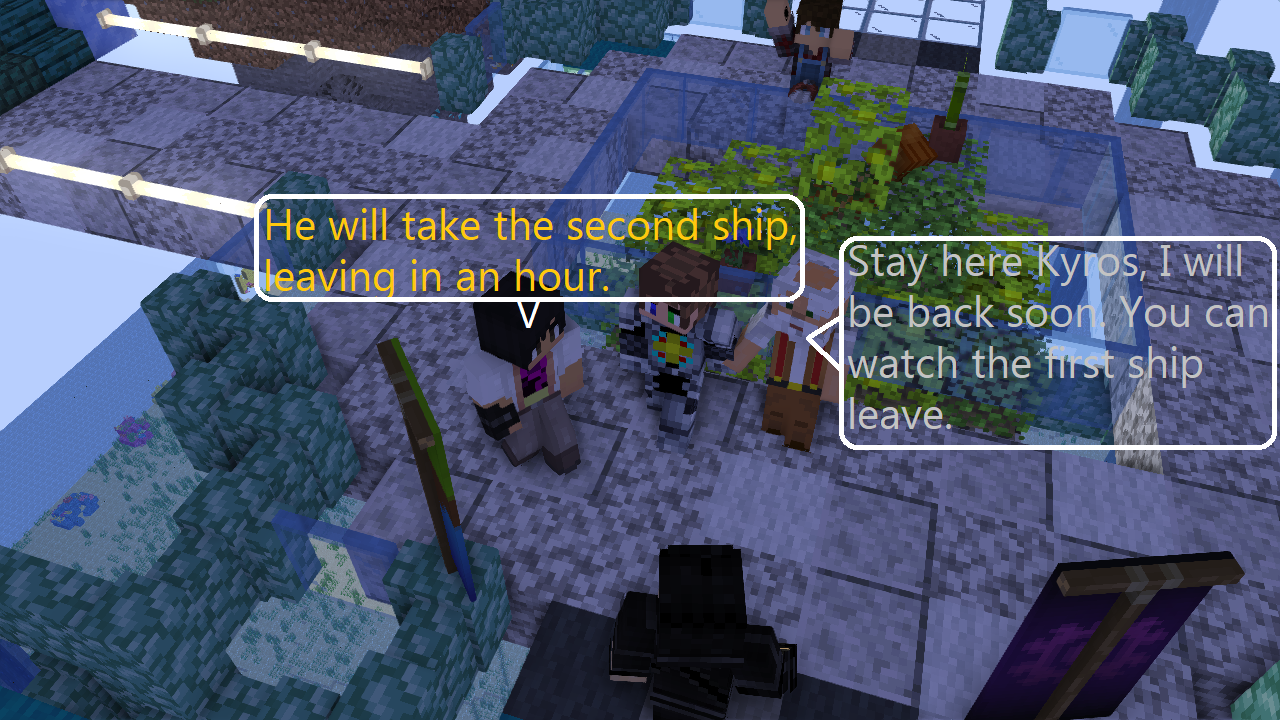 He will take the second ship,
leaving in an hour.
Stay here Kyros, I will
be back soon. You can
watch the first ship
leave.